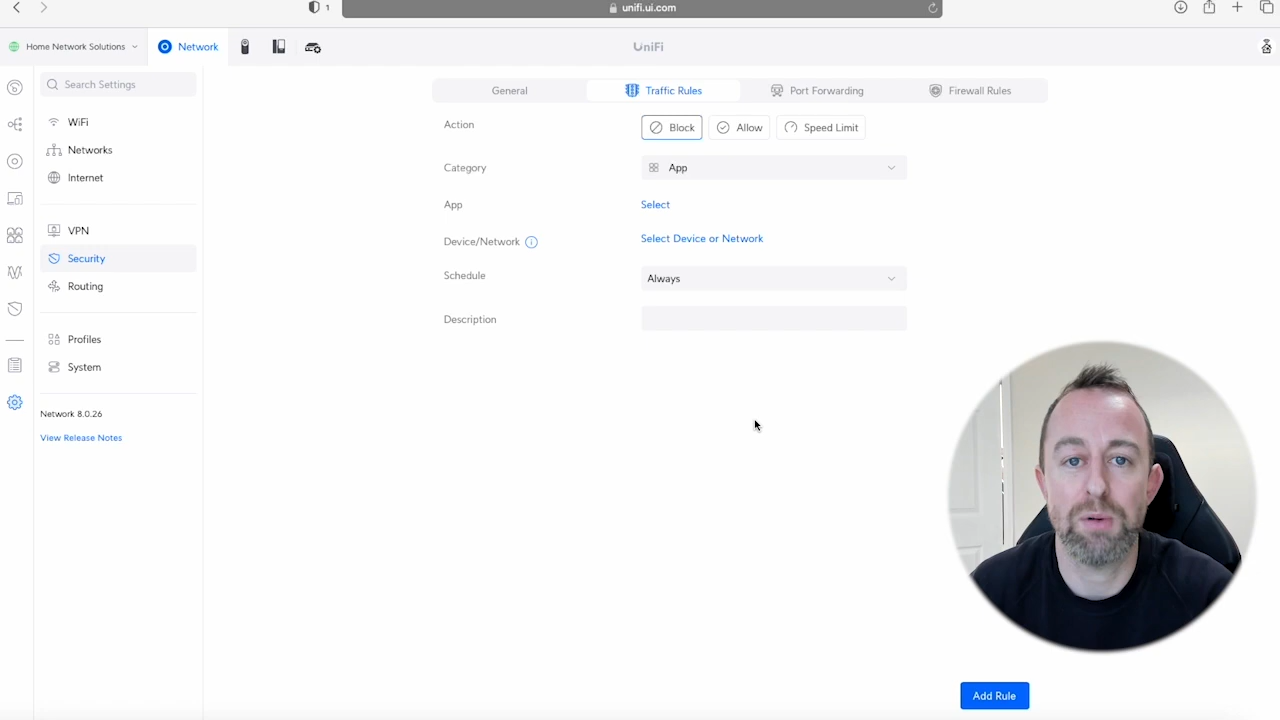 1
unifi.ui.com
Home Network Solutions
Network
UniFi
Search Settings
WiFi
Networks
Internet
VPN
Security
Routing
Profiles
System
Network 8.0.26
View Release Notes
General
Traffic Rules
Port Forwarding
Firewall Rules
Action
Block
Allow
Speed Limit
Category
App
App
Select
Device/Network
Select Device or Network
Schedule
Always
Description
Add Rule